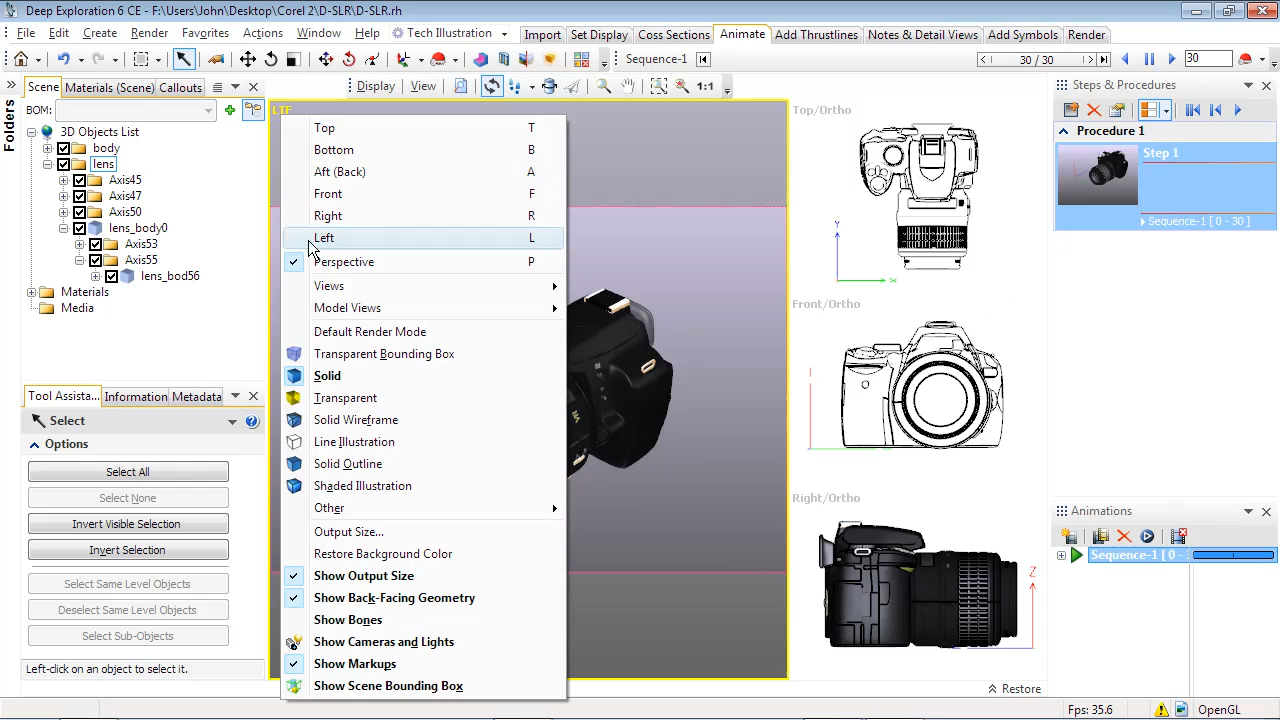 Deep Exploration 6 CE - F:\Users\John\Desktop\Corel 2\D-SLR\D-SLR.rh
File Edit Create Render Favorites Actions Window Help Tech Illustration
Import Set Display Cross Sections Animate Add Thrustlines Notes & Detail Views Add Symbols Render
Sequence-1 30 / 30 30
Folders
Scene Materials (Scene) Callouts
BOM:
3D Objects List
body
lens
Axis45
Axis47
Axis50
lens_body0
Axis53
Axis55
lens_bod56
Materials
Media
Tool Assista... Information Metadata
Select
Options
Select All
Select None
Invert Visible Selection
Invert Selection
Select Same Level Objects
Deselect Same Level Objects
Select Sub-Objects
Left-click on an object to select it.
Display View 1:1
LTF
Top T
Bottom B
Aft (Back) A
Front F
Right R
Left L
Perspective P
Views
Model Views
Default Render Mode
Transparent Bounding Box
Solid
Transparent
Solid Wireframe
Line Illustration
Solid Outline
Shaded Illustration
Other
Output Size...
Restore Background Color
Show Output Size
Show Back-Facing Geometry
Show Bones
Show Cameras and Lights
Show Markups
Show Scene Bounding Box
Top/Ortho
Y
X
Front/Ortho
Right/Ortho
Z
Restore
Steps & Procedures
Procedure 1
Step 1
Sequence-1 [ 0 - 30 ]
Animations
Sequence-1 [ 0 -
Fps: 35.6 OpenGL